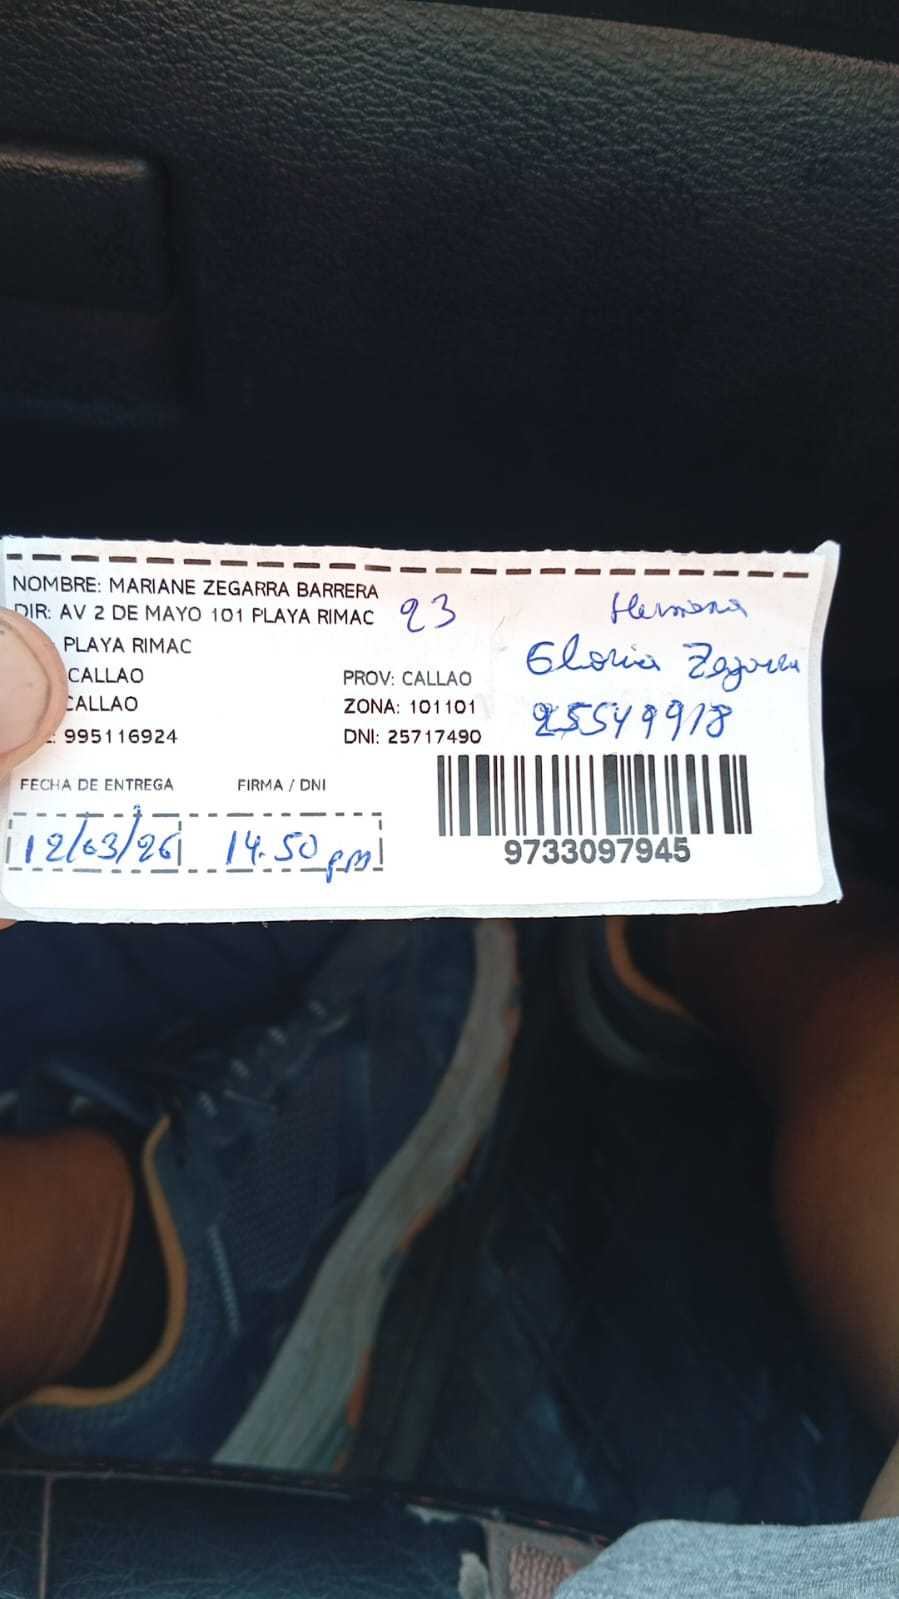 NOMBRE: MARIANE ZEGARRA BARRERA
DIR: AV 2 DE MAYO 101 PLAYA RIMAC 23
PLAYA RIMAC
CALLAO PROV: CALLAO
CALLAO ZONA: 101101
: 995116924 DNI: 25717490
Hermana
Gloria Zegarra
25549918
FECHA DE ENTREGA FIRMA / DNI
12/03/26 14.50 pm
9733097945